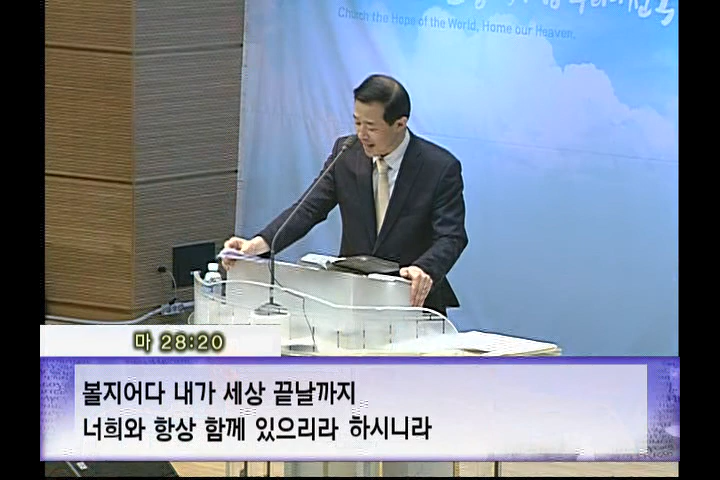 Church the Hope of the World, Home our Heaven,
마 28:20
볼지어다 내가 세상 끝날까지
너희와 항상 함께 있으리라 하시니라